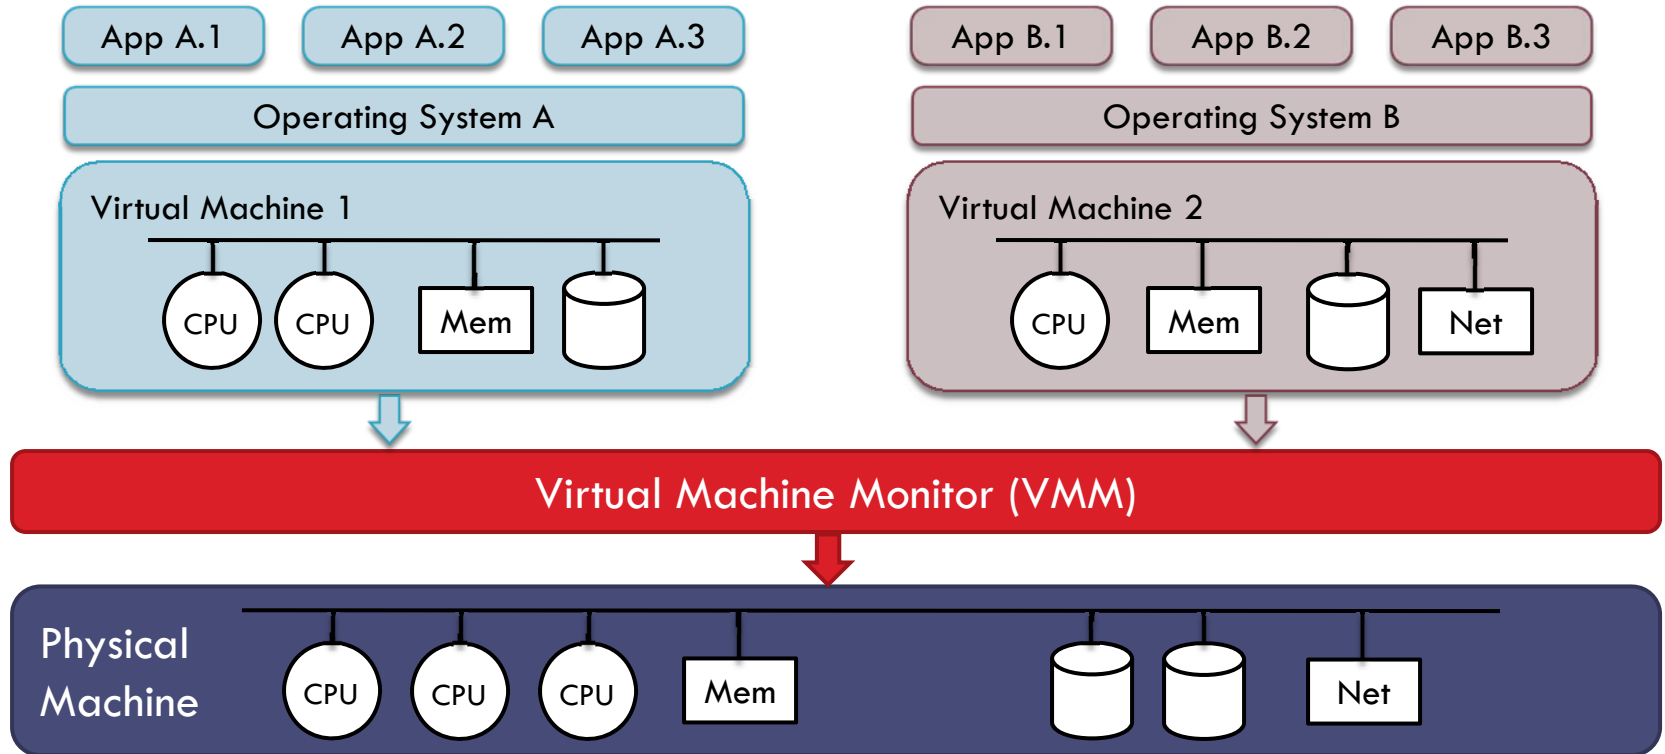 App A.1
App A.2
App A.3
App B.1
App B.2
App B.3
Operating System A
Operating System B
Virtual Machine 1
CPU
CPU
Mem
Virtual Machine 2
CPU
Mem
Net
Virtual Machine Monitor (VMM)
Physical
Machine
CPU
CPU
CPU
Mem
Net